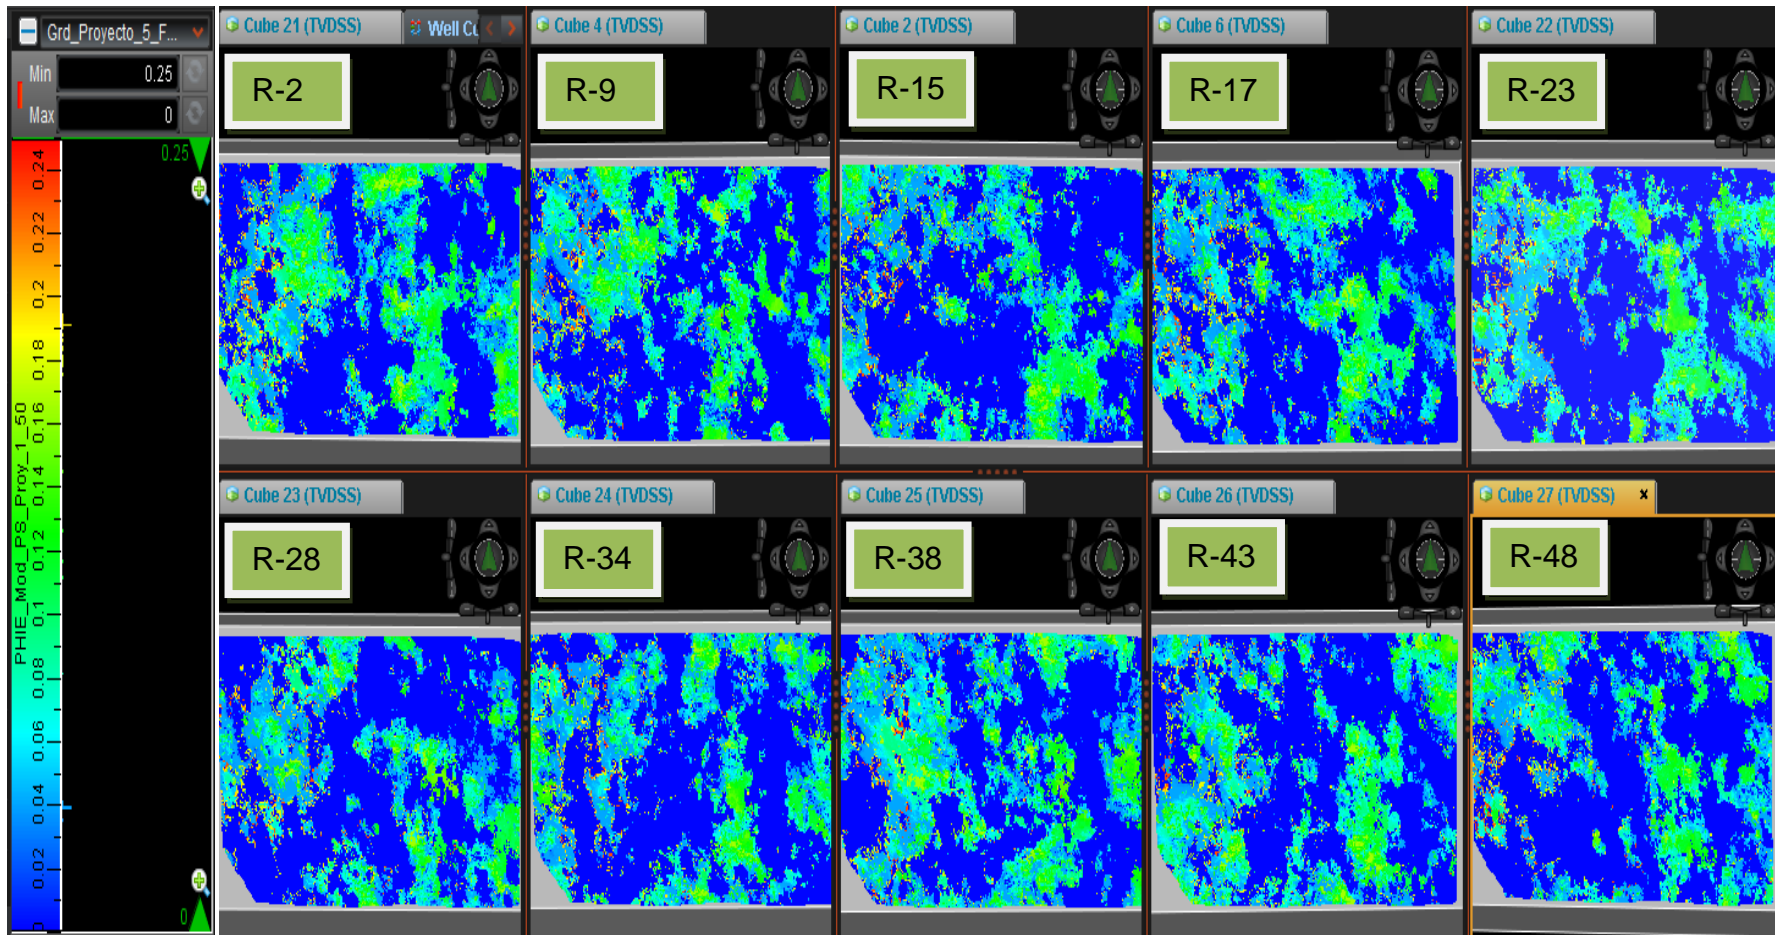 Grd_Proyecto_5_F...
Min 0.25
Max 0
0.25
0.24
0.22
0.2
0.18
0.16
0.14
0.12
0.1
0.08
0.06
0.04
0.02
0
0
PHIE_Mod_PS_Proy_1_50
Cube 21 (TVDSS)
Well Cu
R-2
Cube 4 (TVDSS)
R-9
Cube 2 (TVDSS)
R-15
Cube 6 (TVDSS)
R-17
Cube 22 (TVDSS)
R-23
Cube 23 (TVDSS)
R-28
Cube 24 (TVDSS)
R-34
Cube 25 (TVDSS)
R-38
Cube 26 (TVDSS)
R-43
Cube 27 (TVDSS) x
R-48